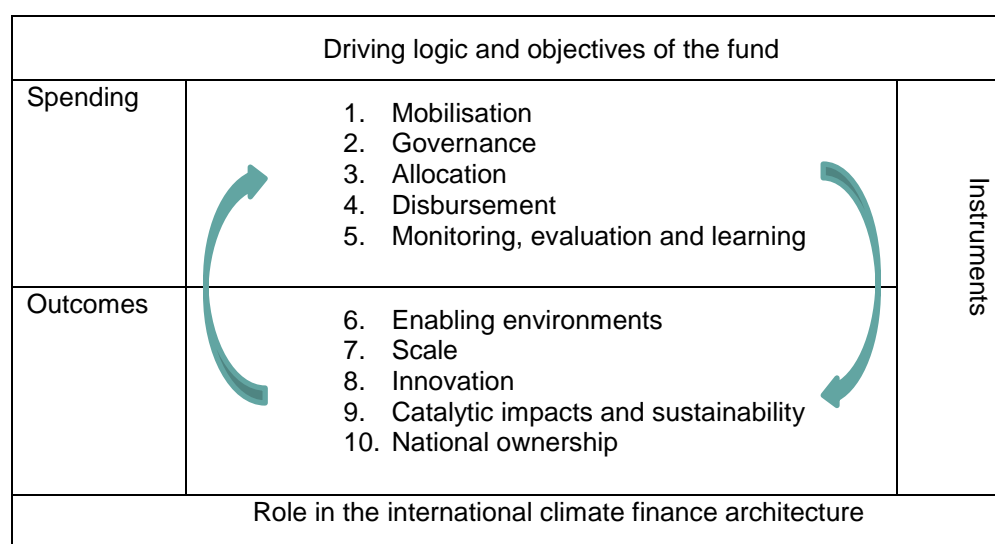 Driving logic and objectives of the fund
Spending
1. Mobilisation
2. Governance
3. Allocation
4. Disbursement
5. Monitoring, evaluation and learning
Instruments
Outcomes
6. Enabling environments
7. Scale
8. Innovation
9. Catalytic impacts and sustainability
10. National ownership
Role in the international climate finance architecture